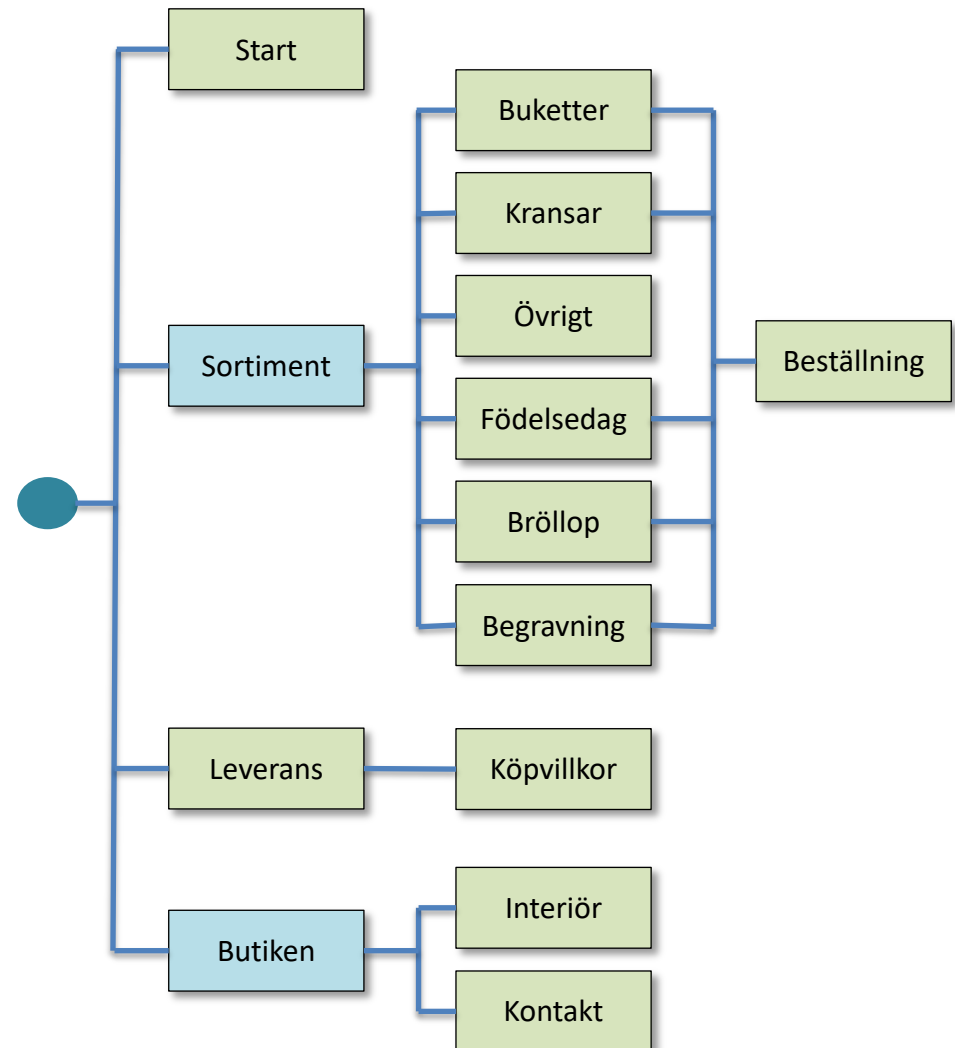 Start
Buketter
Kransar
Övrigt
Sortiment
Beställning
Födelsedag
Bröllop
Begravning
Leverans
Köpvillkor
Interiör
Butiken
Kontakt